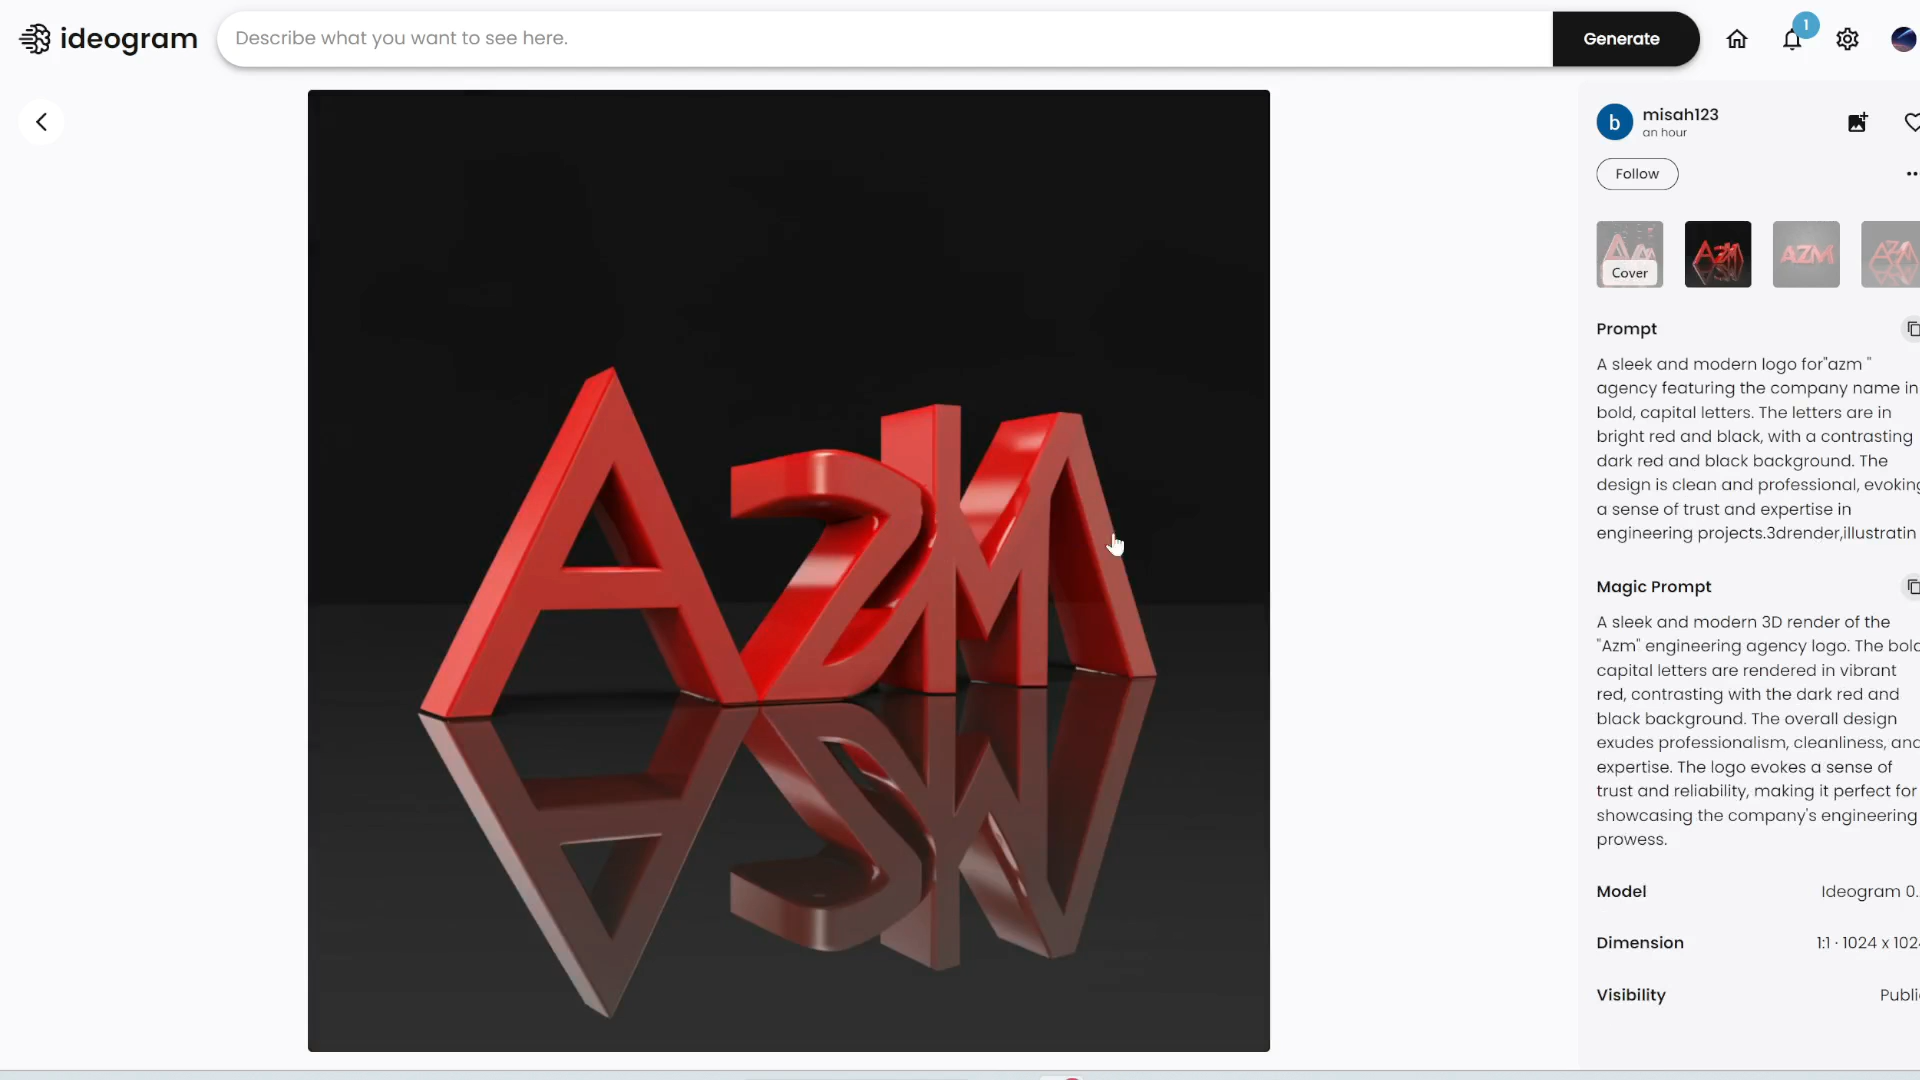 ideogram
Describe what you want to see here.
Generate
1
b
misah123
an hour
Follow
Cover
AZM
AZM
AZM
Prompt
A sleek and modern logo for"azm "
agency featuring the company name in
bold, capital letters. The letters are in
bright red and black, with a contrasting
dark red and black background. The
design is clean and professional, evoking
a sense of trust and expertise in
engineering projects.3drender,illustratin
Magic Prompt
A sleek and modern 3D render of the
"Azm" engineering agency logo. The bold
capital letters are rendered in vibrant
red, contrasting with the dark red and
black background. The overall design
exudes professionalism, cleanliness, and
expertise. The logo evokes a sense of
trust and reliability, making it perfect for
showcasing the company's engineering
prowess.
Model Ideogram 0.
Dimension 1:1 · 1024 x 102
Visibility Publi
AZM